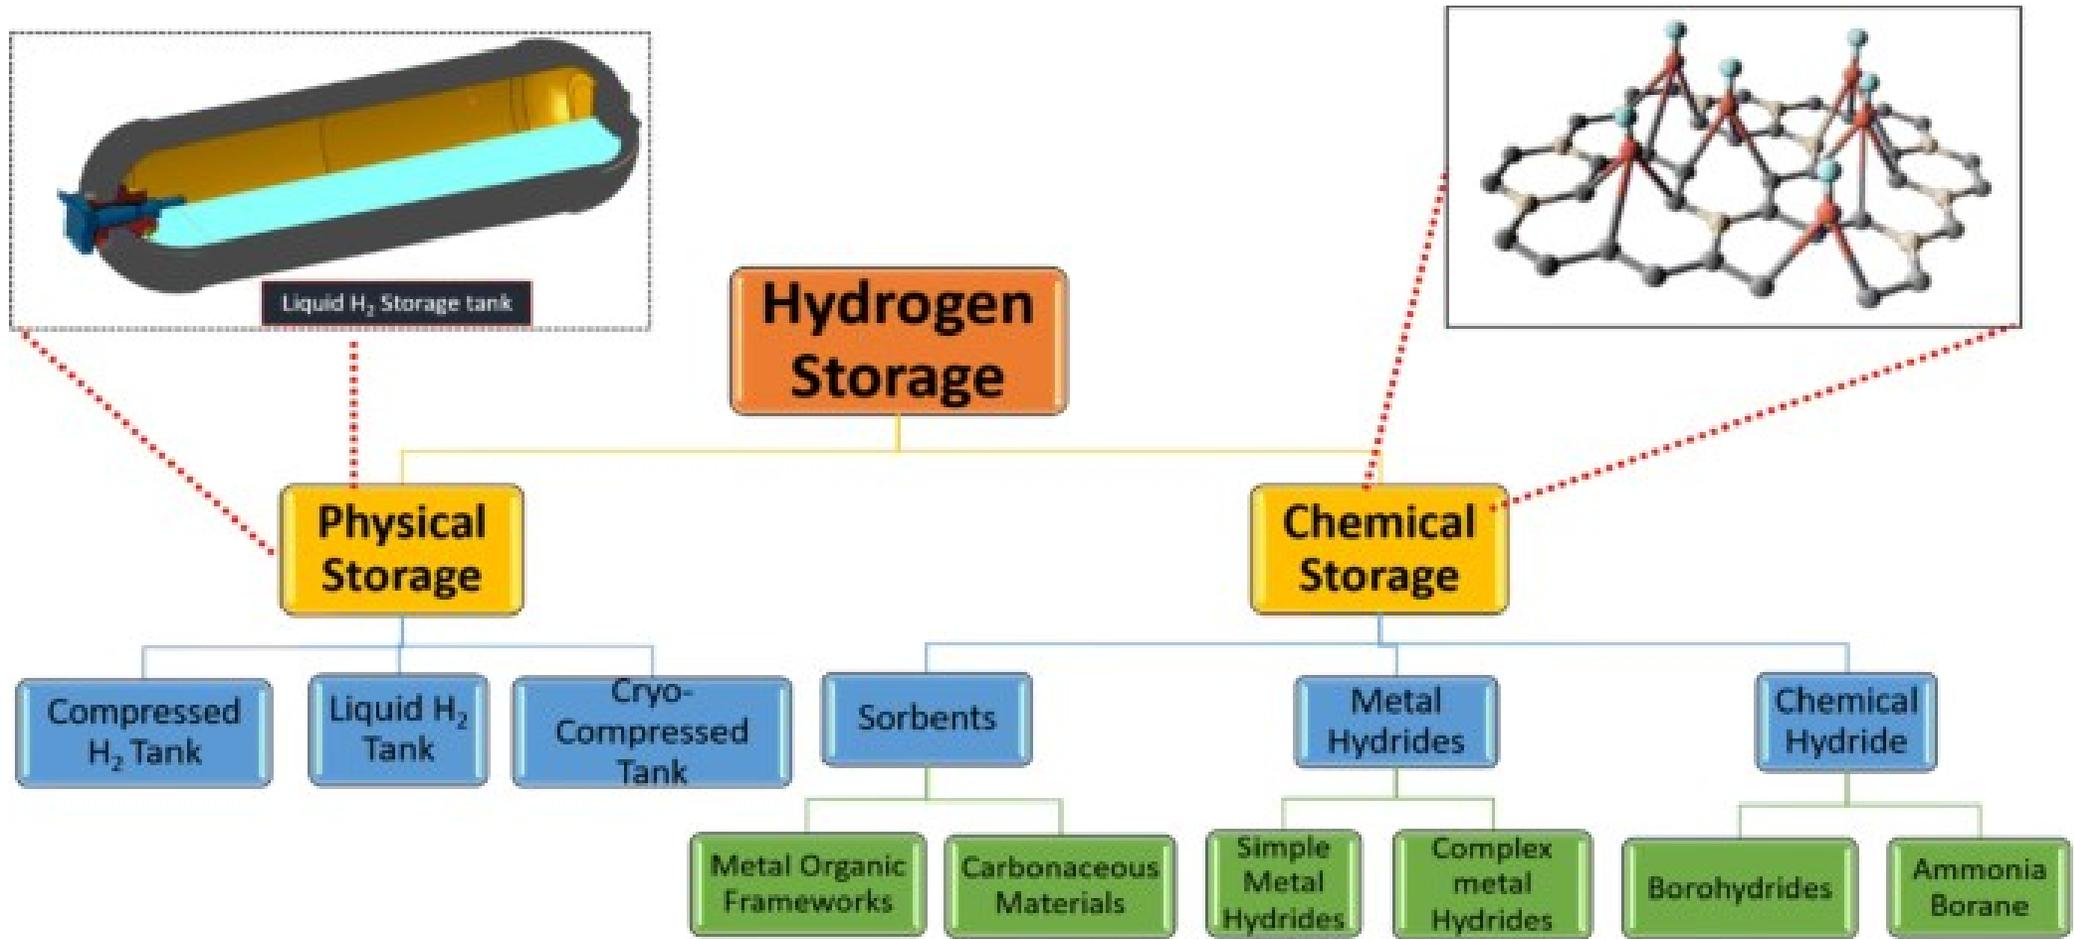 Liquid H₂ Storage tank
Hydrogen
Storage
Physical
Storage
Chemical
Storage
Compressed
H₂ Tank
Liquid H₂
Tank
Cryo-
Compressed
Tank
Sorbents
Metal
Hydrides
Chemical
Hydride
Metal Organic
Frameworks
Carbonaceous
Materials
Simple
Metal
Hydrides
Complex
metal
Hydrides
Borohydrides
Ammonia
Borane